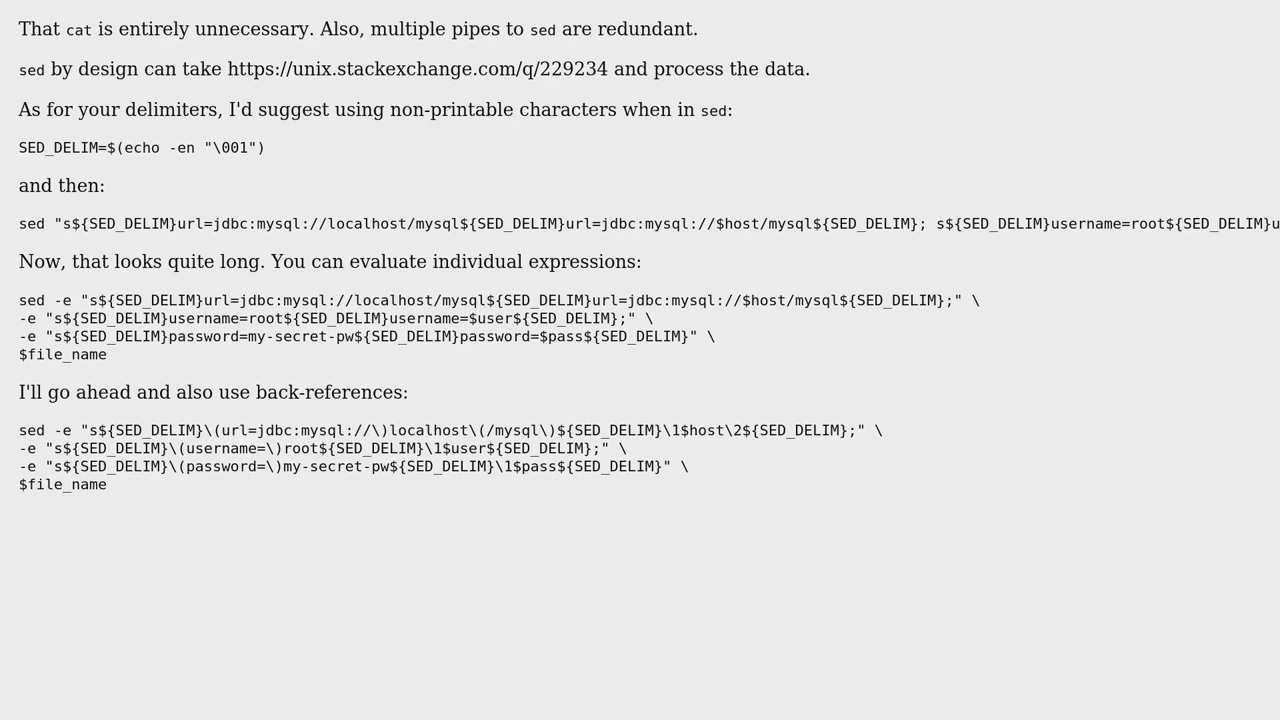 That cat is entirely unnecessary. Also, multiple pipes to sed are redundant.
sed by design can take https://unix.stackexchange.com/q/229234 and process the data.
As for your delimiters, I'd suggest using non-printable characters when in sed:
SED_DELIM=$(echo -en "\001")
and then:
sed "s${SED_DELIM}url=jdbc:mysql://localhost/mysql${SED_DELIM}url=jdbc:mysql://$host/mysql${SED_DELIM}; s${SED_DELIM}username=root${SED_DELIM}u
Now, that looks quite long. You can evaluate individual expressions:
sed -e "s${SED_DELIM}url=jdbc:mysql://localhost/mysql${SED_DELIM}url=jdbc:mysql://$host/mysql${SED_DELIM};" \
-e "s${SED_DELIM}username=root${SED_DELIM}username=$user${SED_DELIM};" \
-e "s${SED_DELIM}password=my-secret-pw${SED_DELIM}password=$pass${SED_DELIM}" \
$file_name
I'll go ahead and also use back-references:
sed -e "s${SED_DELIM}\(url=jdbc:mysql://\)localhost\(/mysql\)${SED_DELIM}\1$host\2${SED_DELIM};" \
-e "s${SED_DELIM}\(username=\)root${SED_DELIM}\1$user${SED_DELIM};" \
-e "s${SED_DELIM}\(password=\)my-secret-pw${SED_DELIM}\1$pass${SED_DELIM}" \
$file_name